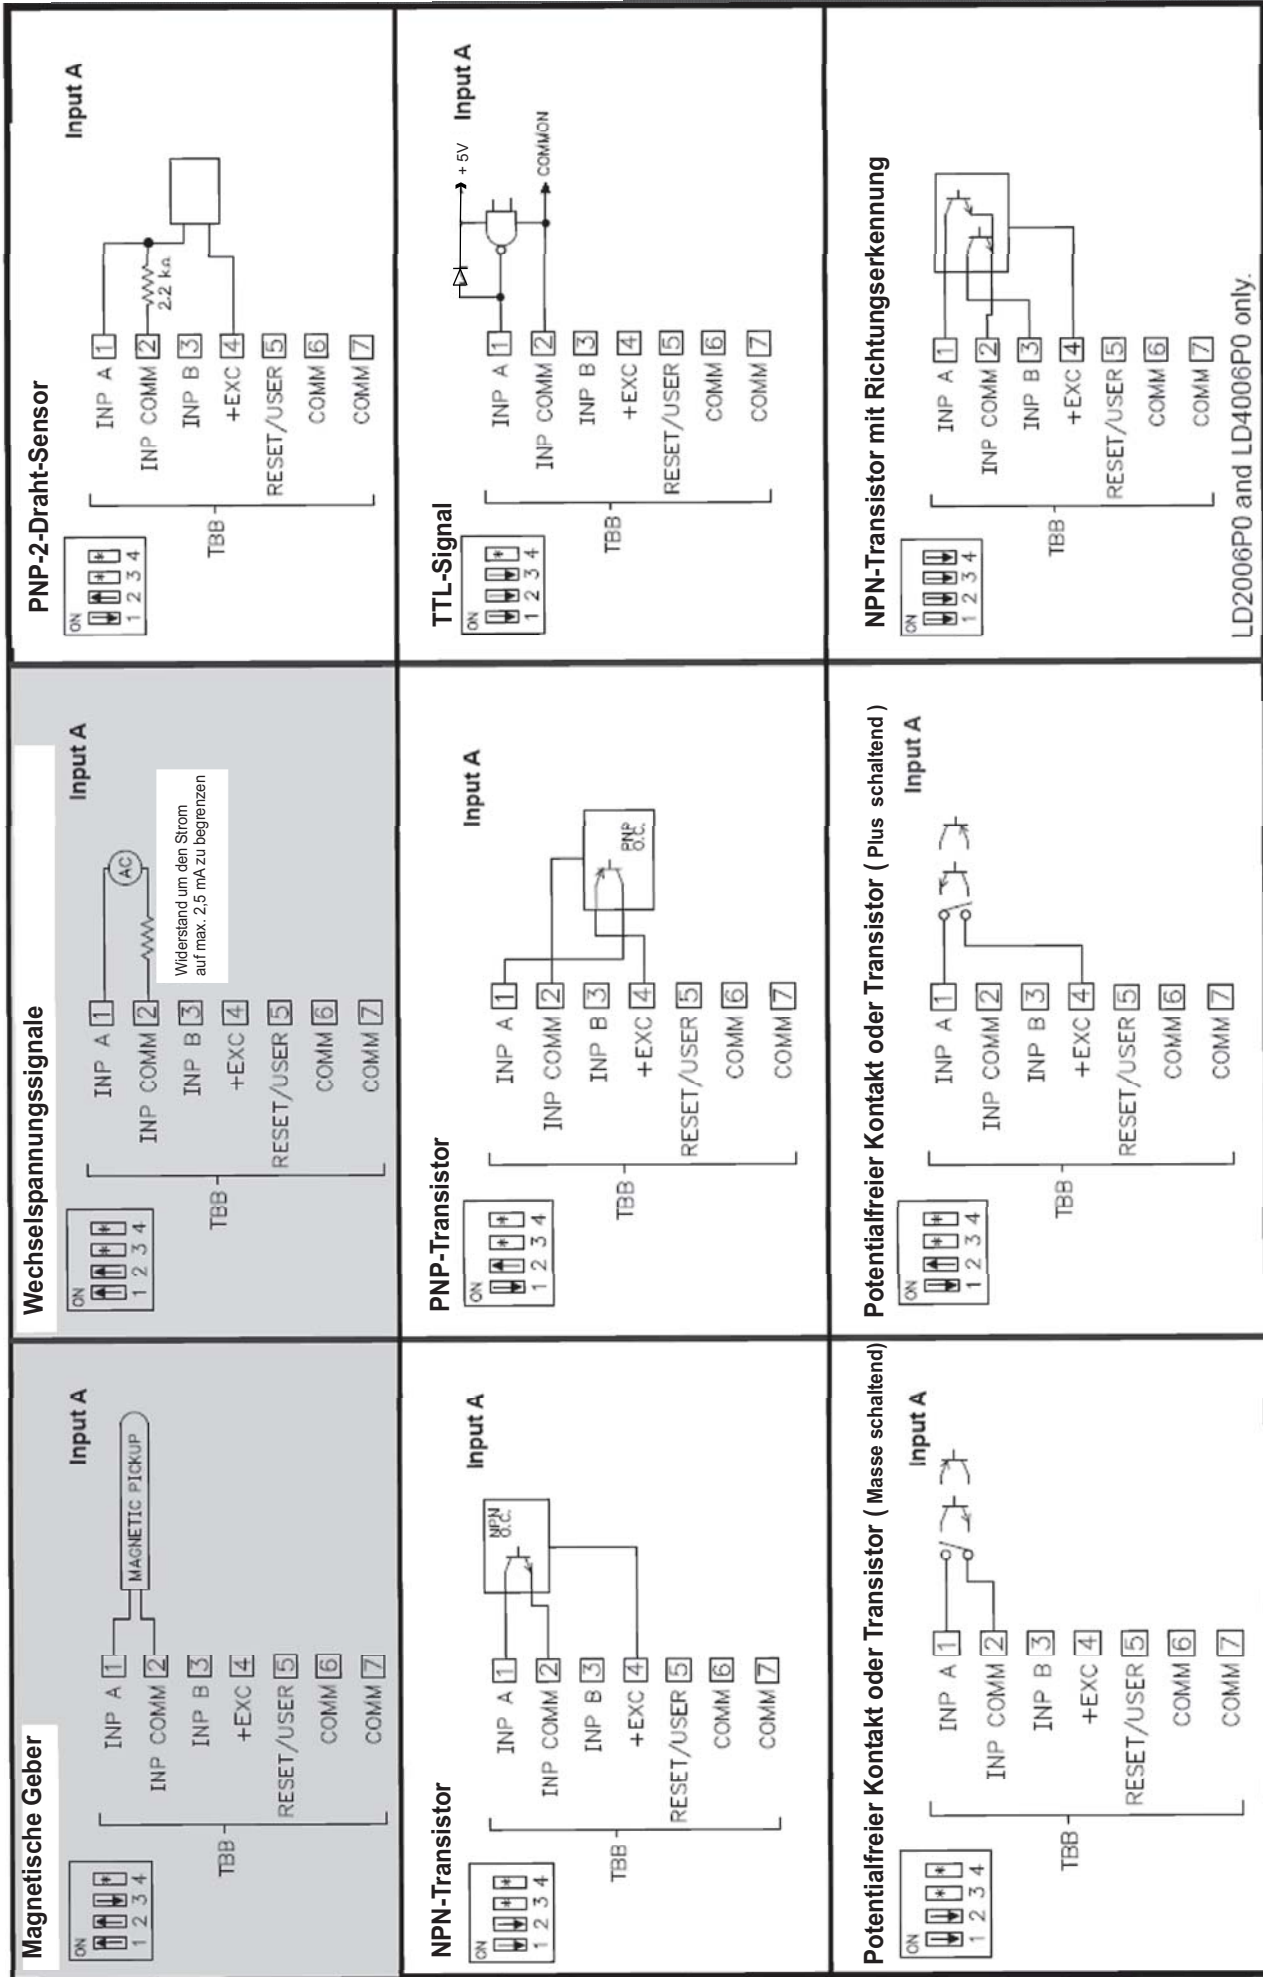 Magnetische Geber
ON
1 2 3 4
Input A
MAGNETIC PICKUP
TBB
INP A 1
INP COMM 2
INP B 3
+EXC 4
RESET/USER 5
COMM 6
COMM 7
Wechselspannungssignale
ON
1 2 3 4
Input A
AC
Widerstand um den Strom
auf max. 2,5 mA zu begrenzen
TBB
INP A 1
INP COMM 2
INP B 3
+EXC 4
RESET/USER 5
COMM 6
COMM 7
PNP-2-Draht-Sensor
ON
1 2 3 4
Input A
2.2 kΩ
TBB
INP A 1
INP COMM 2
INP B 3
+EXC 4
RESET/USER 5
COMM 6
COMM 7
NPN-Transistor
ON
1 2 3 4
Input A
NPN
O.C.
TBB
INP A 1
INP COMM 2
INP B 3
+EXC 4
RESET/USER 5
COMM 6
COMM 7
PNP-Transistor
ON
1 2 3 4
Input A
PNP
O.C.
TBB
INP A 1
INP COMM 2
INP B 3
+EXC 4
RESET/USER 5
COMM 6
COMM 7
TTL-Signal
ON
1 2 3 4
+ 5V
Input A
COMMON
TBB
INP A 1
INP COMM 2
INP B 3
+EXC 4
RESET/USER 5
COMM 6
COMM 7
Potentialfreier Kontakt oder Transistor ( Masse schaltend)
ON
1 2 3 4
Input A
TBB
INP A 1
INP COMM 2
INP B 3
+EXC 4
RESET/USER 5
COMM 6
COMM 7
Potentialfreier Kontakt oder Transistor ( Plus schaltend )
ON
1 2 3 4
Input A
TBB
INP A 1
INP COMM 2
INP B 3
+EXC 4
RESET/USER 5
COMM 6
COMM 7
NPN-Transistor mit Richtungserkennung
ON
1 2 3 4
TBB
INP A 1
INP COMM 2
INP B 3
+EXC 4
RESET/USER 5
COMM 6
COMM 7
LD2006P0 and LD4006P0 only.